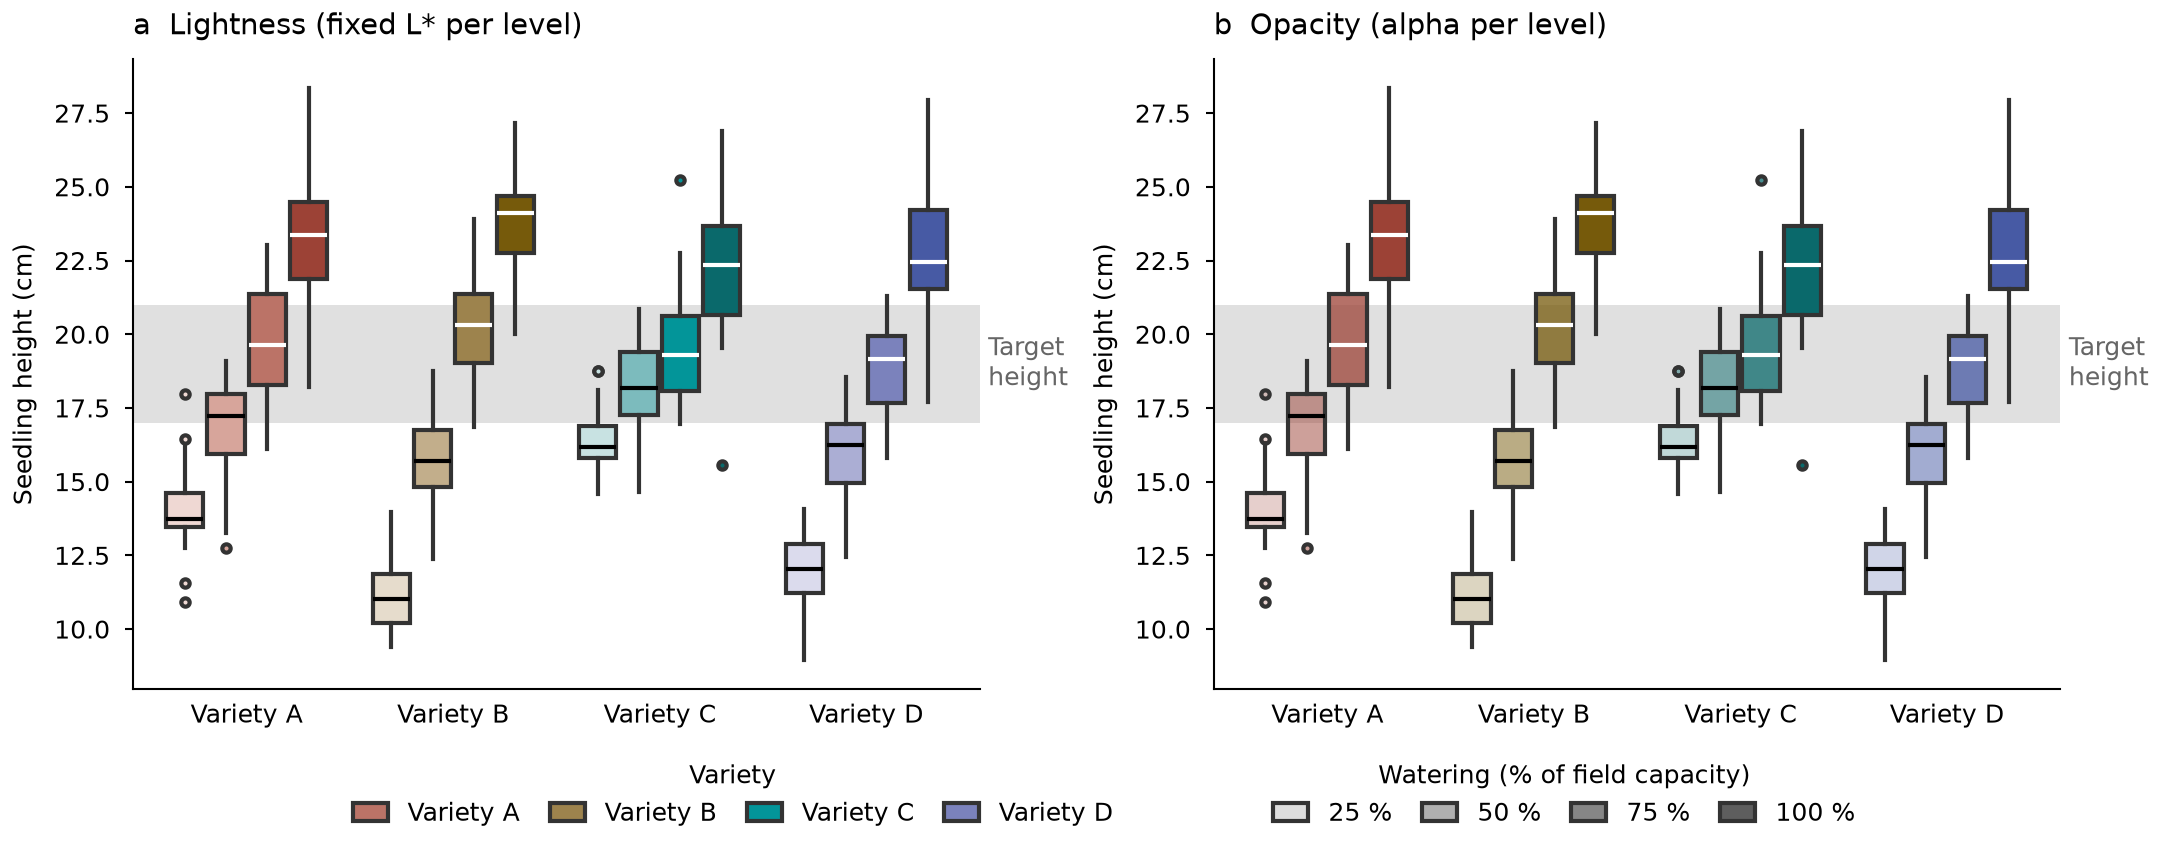 a  Lightness (fixed L* per level)
Seedling height (cm)
27.5
25.0
22.5
20.0
17.5
15.0
12.5
10.0
Target
height
Variety A
Variety B
Variety C
Variety D
b  Opacity (alpha per level)
Seedling height (cm)
27.5
25.0
22.5
20.0
17.5
15.0
12.5
10.0
Target
height
Variety A
Variety B
Variety C
Variety D
Variety
Variety A
Variety B
Variety C
Variety D
Watering (% of field capacity)
25 %
50 %
75 %
100 %